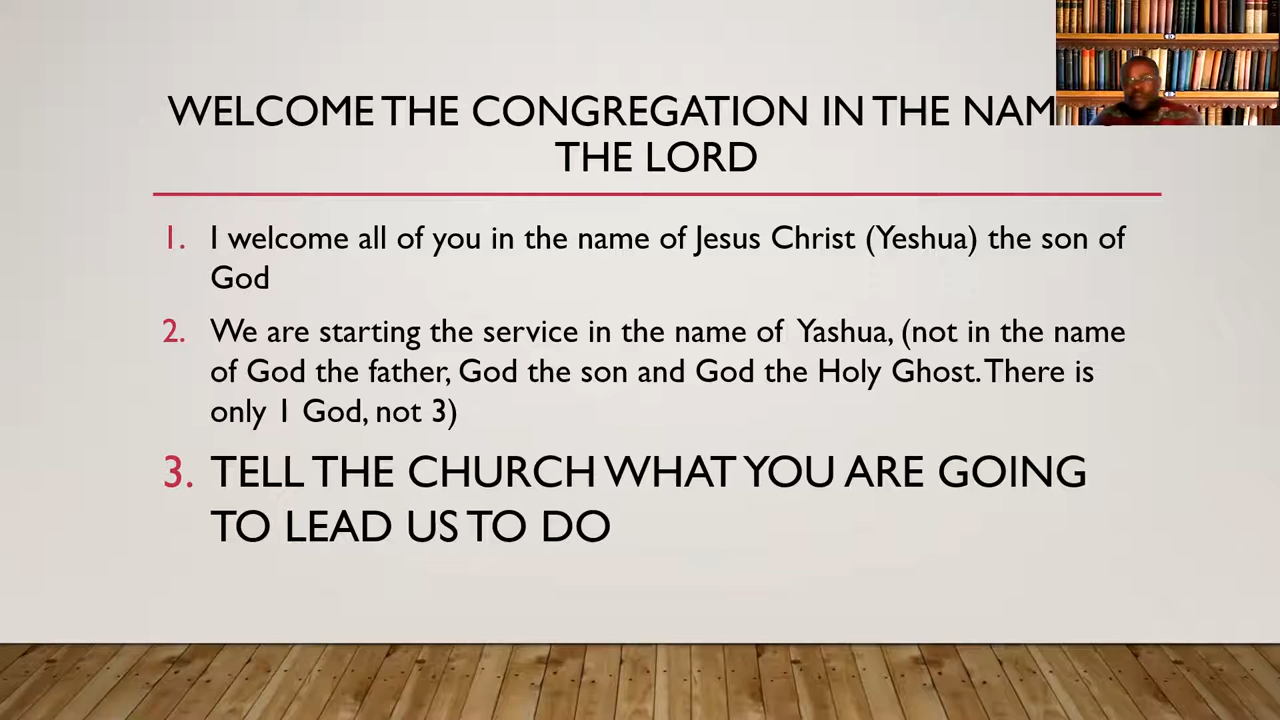 WELCOME THE CONGREGATION IN THE NAM
THE LORD
1. I welcome all of you in the name of Jesus Christ (Yeshua) the son of
God
2. We are starting the service in the name of Yashua, (not in the name
of God the father, God the son and God the Holy Ghost. There is
only 1 God, not 3)
3. TELL THE CHURCH WHAT YOU ARE GOING
TO LEAD US TO DO